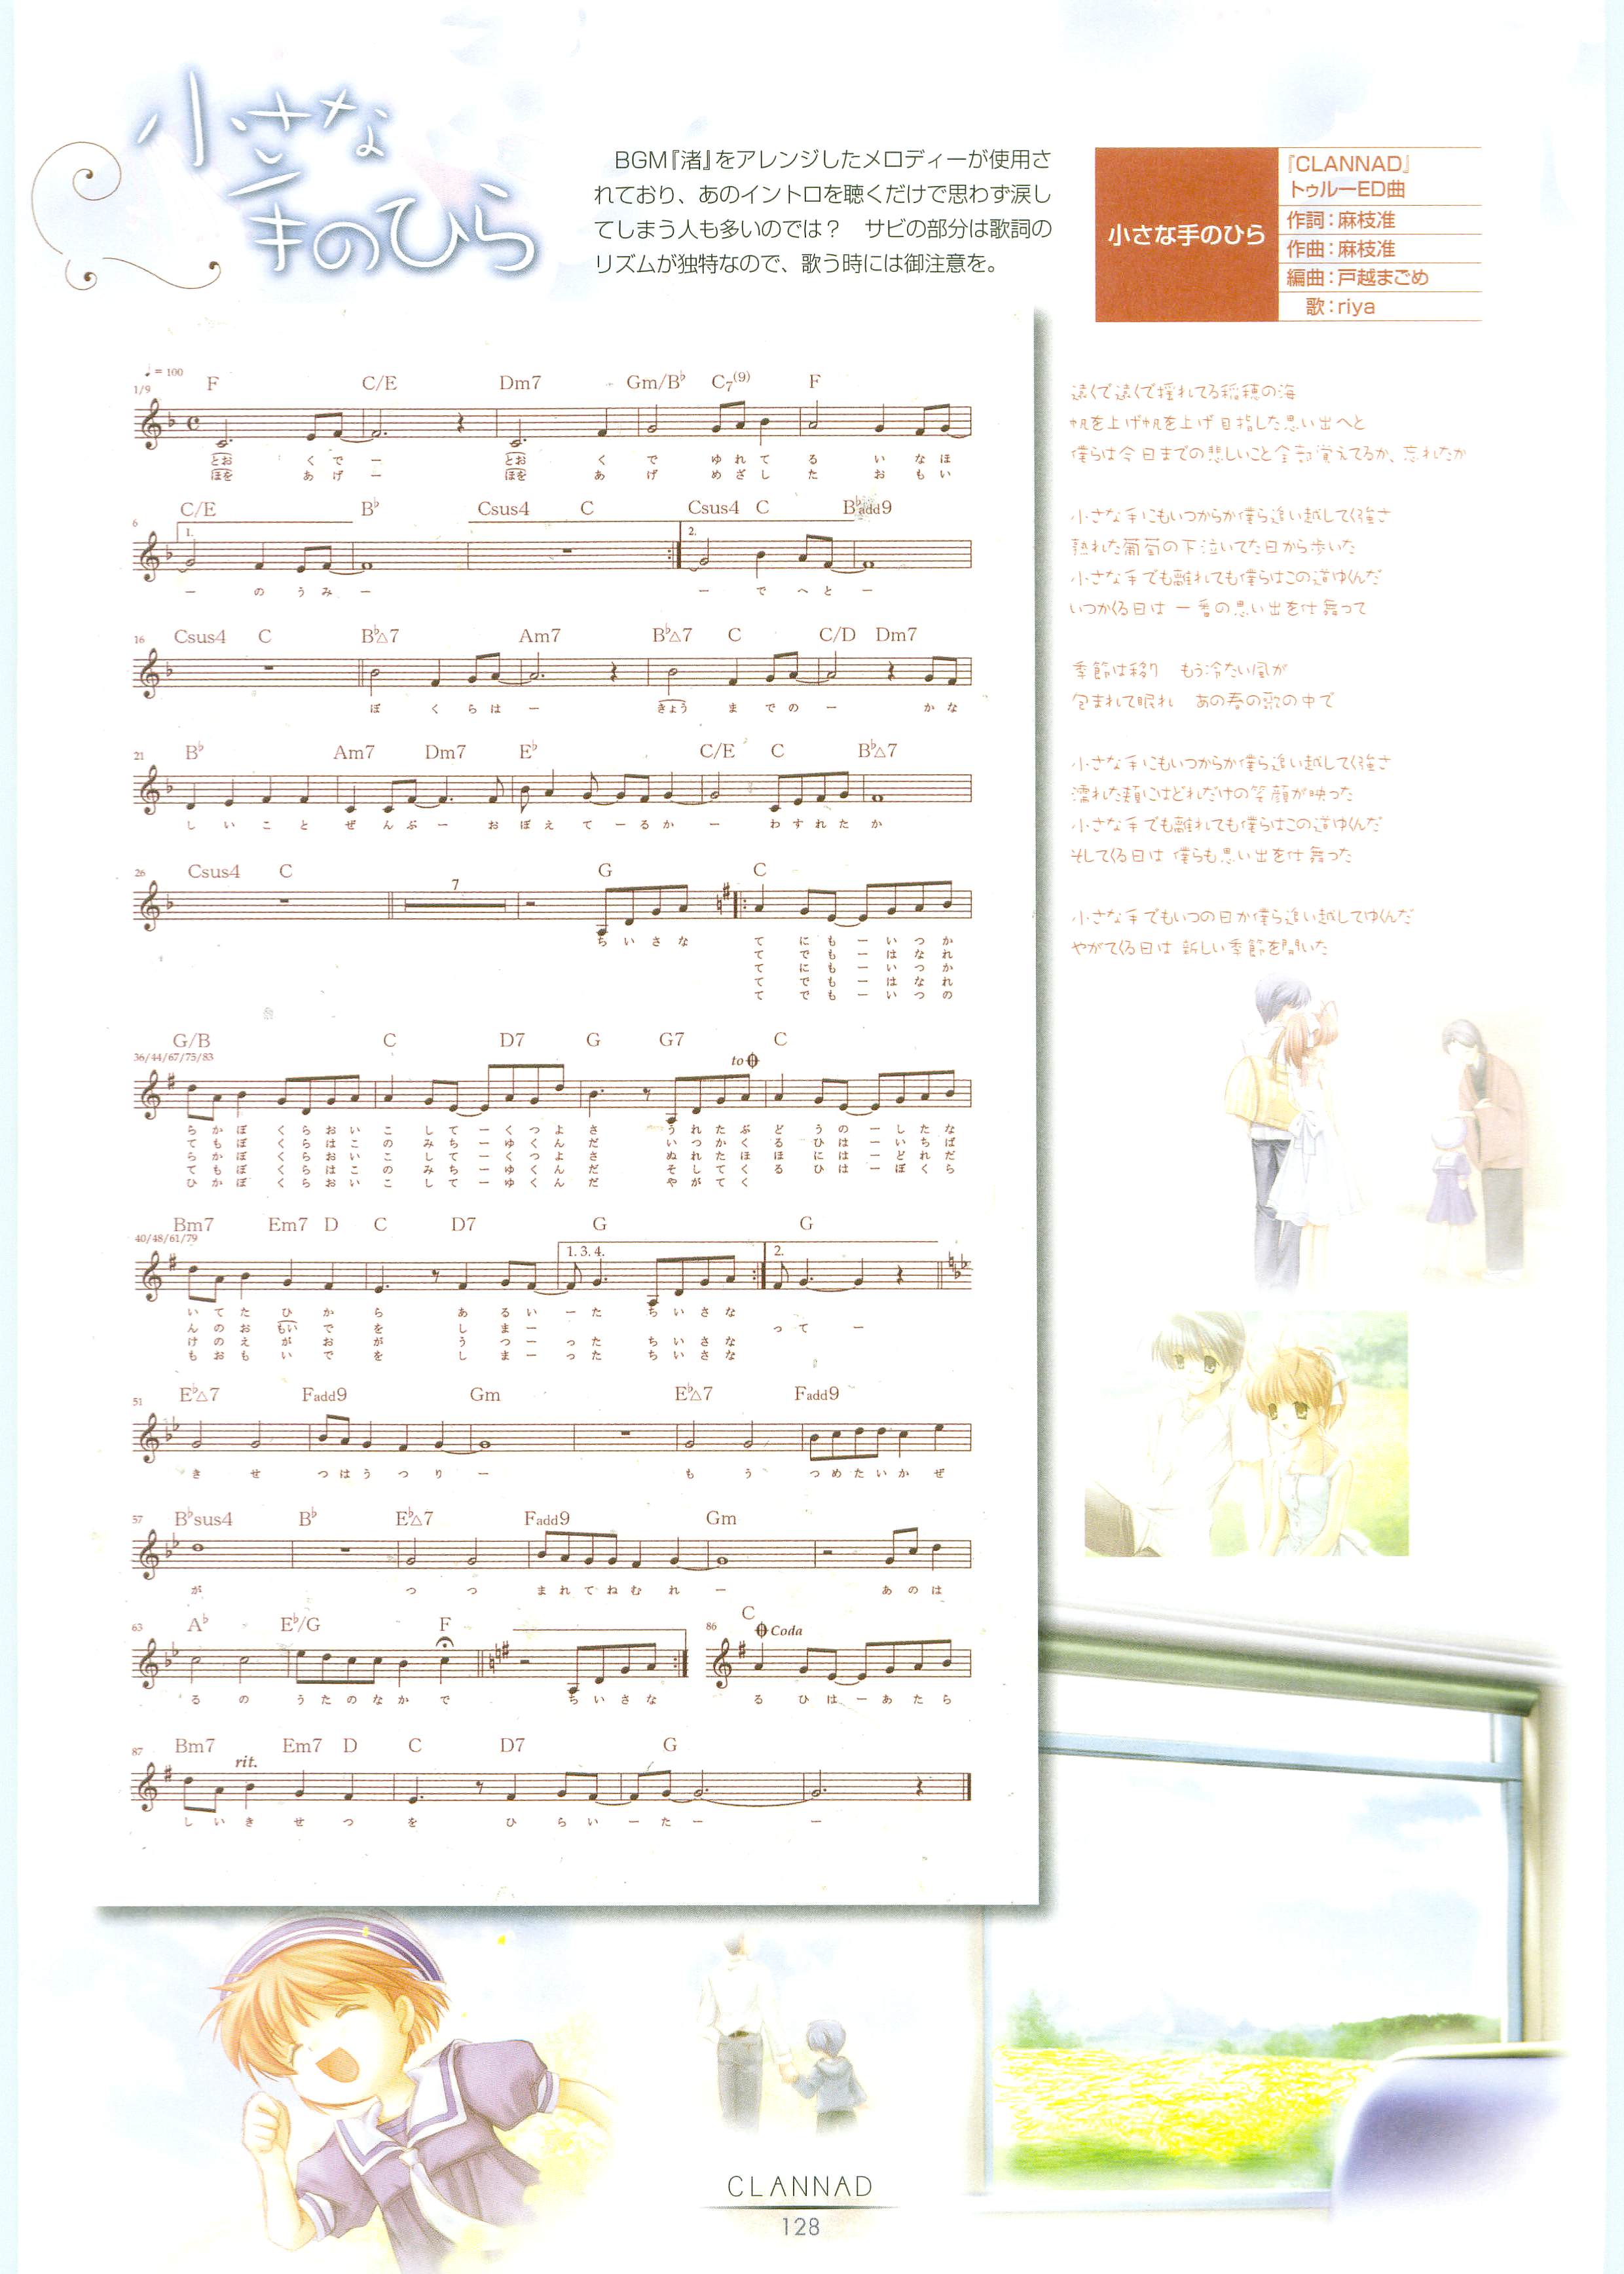 小さな
手のひら
BGM『渚』をアレンジしたメロディーが使用さ
れており、あのイントロを聴くだけで思わず涙し
てしまう人も多いのでは？　サビの部分は歌詞の
リズムが独特なので、歌う時には御注意を。
小さな手のひら
『CLANNAD』
トゥルーED曲
作詞：麻枝准
作曲：麻枝准
編曲：戸越まごめ
歌：riya
♩= 100
1/9 F C/E Dm7 Gm/B♭ C7(9) F
とお く で ー とお く で ゆ れ て る い な ほ
ほを あ げ ー ほを あ げ め ざ し た お も い
6 C/E B♭ Csus4 C Csus4 C B♭add9
1. 2.
ー の う み ー ー で へ と ー
16 Csus4 C B♭△7 Am7 B♭△7 C C/D Dm7
ぼ く ら は ー きょう ま で の ー か な
21 B♭ Am7 Dm7 E♭ C/E C B♭△7
し い こ と ぜ ん ぶ ー お ぼ え て ー る か ー わ す れ た か
26 Csus4 C 7 G C
ち い さ な て に も ー い つ か
て で も ー は な れ
て に も ー い つ か
て で も ー は な れ
て で も ー い つ の
G/B C D7 G G7 C
36/44/67/75/83
to
ら か ぼ く ら お い こ し て ー く つ よ さ う れ た ぶ ど う の ー し た な
て も ぼ く ら は こ の み ち ー ゆ く ん だ い つ か く る ひ は ー い ち ば
ら か ぼ く ら お い こ し て ー く つ よ さ ぬ れ た ほ ほ に は ー ど れ だ
て も ぼ く ら は こ の み ち ー ゆ く ん だ そ し て く る ひ は ー ぼ く ら
ひ か ぼ く ら お い こ し て ー ゆ く ん だ や が て く
Bm7 Em7 D C D7 G G
40/48/61/79
1. 3. 4. 2.
い て た ひ か ら あ る い ー た ち い さ な
ん の お もい で を し ま ー っ て ー
け の え が お が う つ ー っ た ち い さ な
も お も い で を し ま ー っ た ち い さ な
51 E♭△7 Fadd9 Gm E♭△7 Fadd9
き せ つ は う つ り ー も う つ め た い か ぜ
57 B♭sus4 B♭ E♭△7 Fadd9 Gm
が つ つ ま れ て ね む れ ー あ の は
63 A♭ E♭/G F 86 C Coda
る の う た の な か で ち い さ な る ひ は ー あ た ら
87 Bm7 Em7 D C D7 G
rit.
し い き せ つ を ひ ら い ー た ー ー
遠くで遠くで揺れてる稲穂の海
帆を上げ帆を上げ目指した思い出へと
僕らは今日までの悲しいこと全部覚えてるか、忘れたか
小さな手にもいつからか僕ら追い越してく強さ
熟れた葡萄の下泣いてた日から歩いた
小さな手でも離れても僕らはこの道ゆくんだ
いつかくる日は 一番の思い出を仕舞って
季節は移り　もう冷たい風が
包まれて眠れ　あの春の歌の中で
小さな手にもいつからか僕ら追い越してく強さ
濡れた頬にはどれだけの笑顔が映った
小さな手でも離れても僕らはこの道ゆくんだ
そしてくる日は 僕らも思い出を仕舞った
小さな手でもいつの日か僕ら追い越してゆくんだ
やがてくる日は 新しい季節を開いた
CLANNAD
128